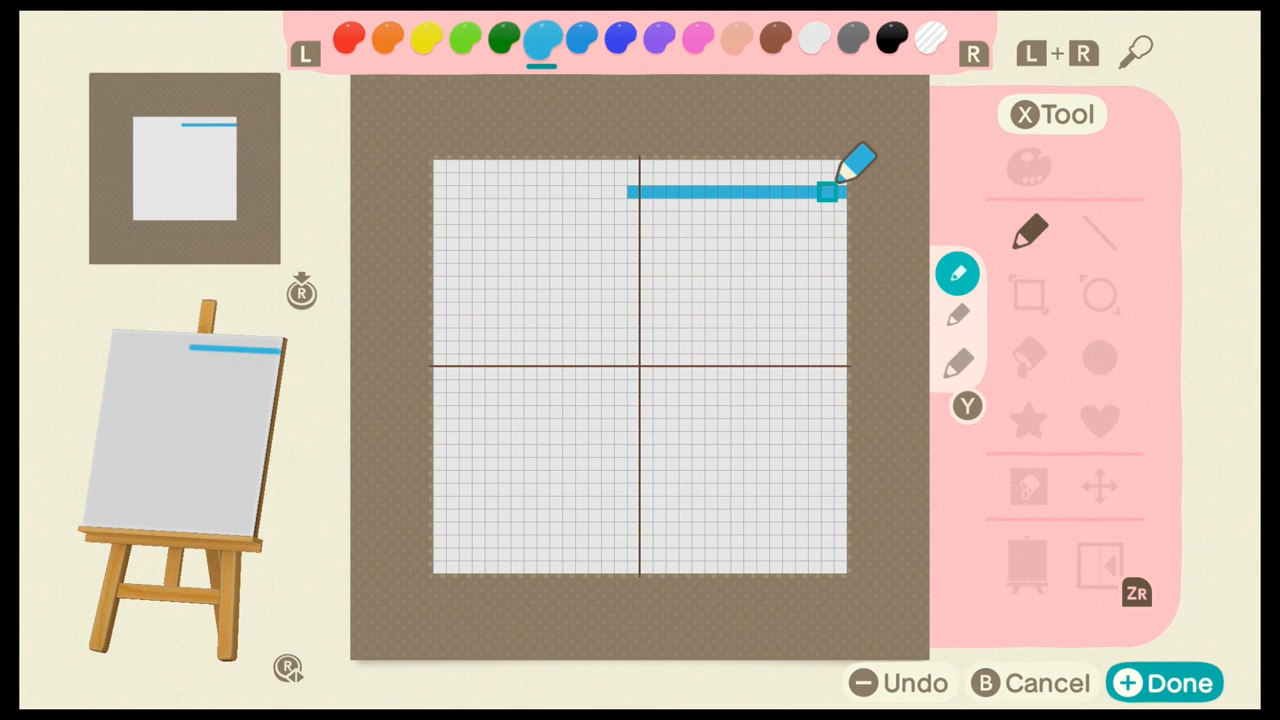 L
R
L + R
X Tool
R
Y
ZR
R
− Undo
B Cancel
+ Done